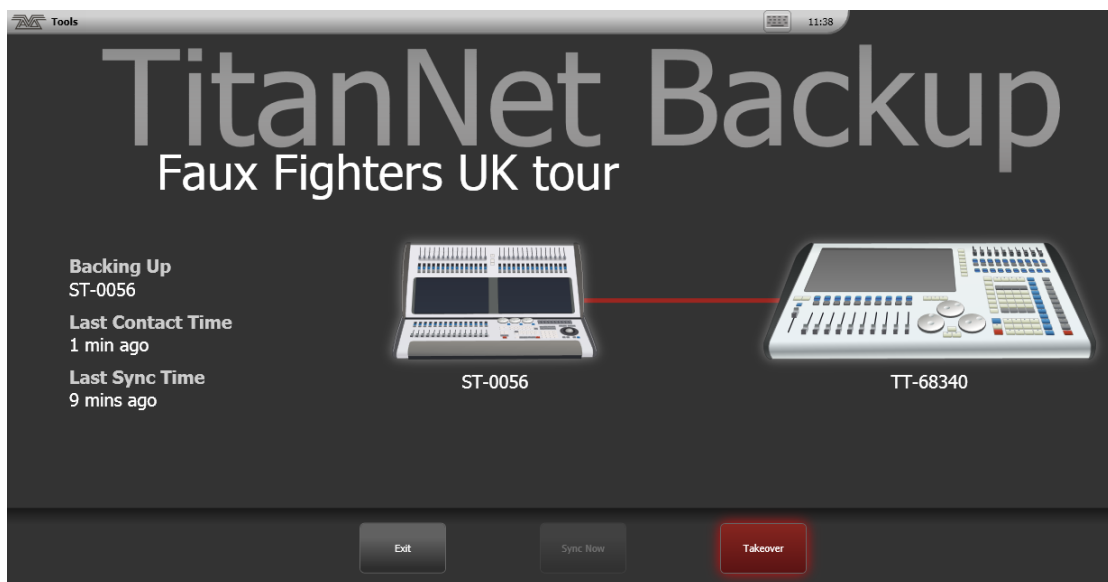 Tools
11:38
TitanNet Backup
Faux Fighters UK tour
Backing Up
ST-0056
Last Contact Time
1 min ago
Last Sync Time
9 mins ago
ST-0056
TT-68340
Exit
Sync Now
Takeover